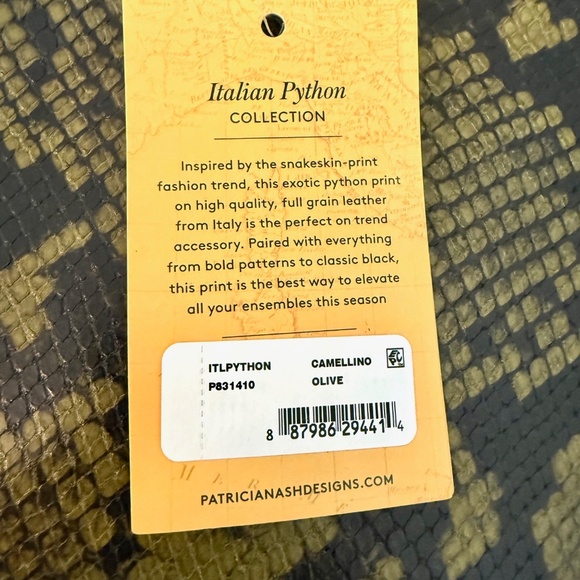 Italian Python
COLLECTION
Inspired by the snakeskin-print
fashion trend, this exotic python print
on high quality, full grain leather
from Italy is the perfect on trend
accessory. Paired with everything
from bold patterns to classic black,
this print is the best way to elevate
all your ensembles this season
ITLPYTHON CAMELLINO
P831410 OLIVE
8 87986 29441 4
PATRICIANASHDESIGNS.COM